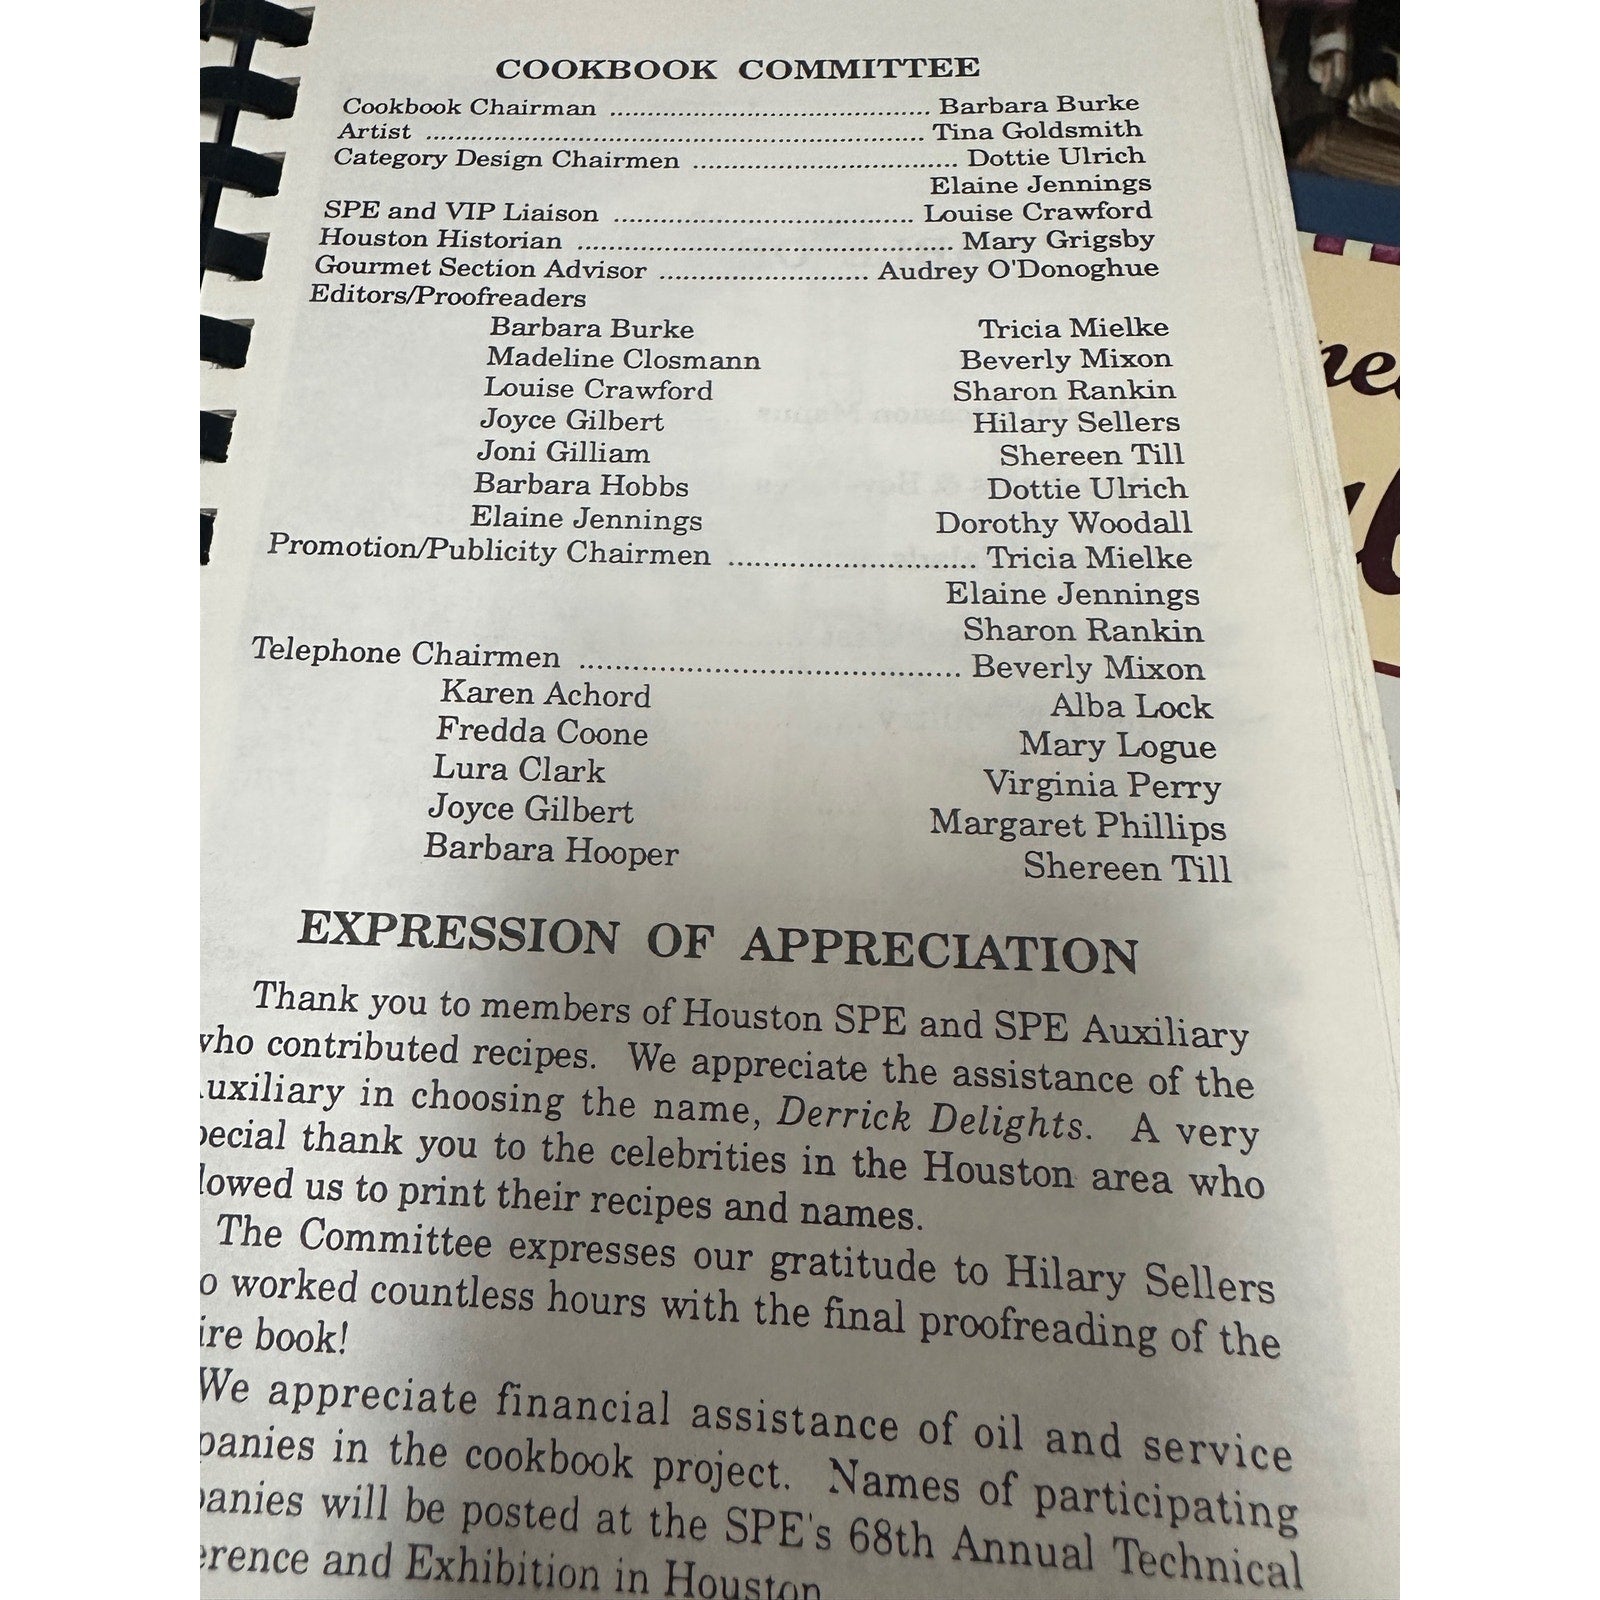 COOKBOOK COMMITTEE
Cookbook Chairman .................................... Barbara Burke
Artist ........................................................ Tina Goldsmith
Category Design Chairmen .............................. Dottie Ulrich
Elaine Jennings
SPE and VIP Liaison .................................. Louise Crawford
Houston Historian .......................................... Mary Grigsby
Gourmet Section Advisor ........................ Audrey O'Donoghue
Editors/Proofreaders
Barbara Burke Tricia Mielke
Madeline Closmann Beverly Mixon
Louise Crawford Sharon Rankin
Joyce Gilbert Hilary Sellers
Joni Gilliam Shereen Till
Barbara Hobbs Dottie Ulrich
Elaine Jennings Dorothy Woodall
Promotion/Publicity Chairmen ............................ Tricia Mielke
Elaine Jennings
Sharon Rankin
Telephone Chairmen ........................................... Beverly Mixon
Karen Achord Alba Lock
Fredda Coone Mary Logue
Lura Clark Virginia Perry
Joyce Gilbert Margaret Phillips
Barbara Hooper Shereen Till
EXPRESSION OF APPRECIATION
Thank you to members of Houston SPE and SPE Auxiliary
who contributed recipes. We appreciate the assistance of the
uxiliary in choosing the name, Derrick Delights. A very
pecial thank you to the celebrities in the Houston area who
lowed us to print their recipes and names.
The Committee expresses our gratitude to Hilary Sellers
o worked countless hours with the final proofreading of the
ire book!
We appreciate financial assistance of oil and service
panies in the cookbook project. Names of participating
panies will be posted at the SPE's 68th Annual Technical
erence and Exhibition in Houston